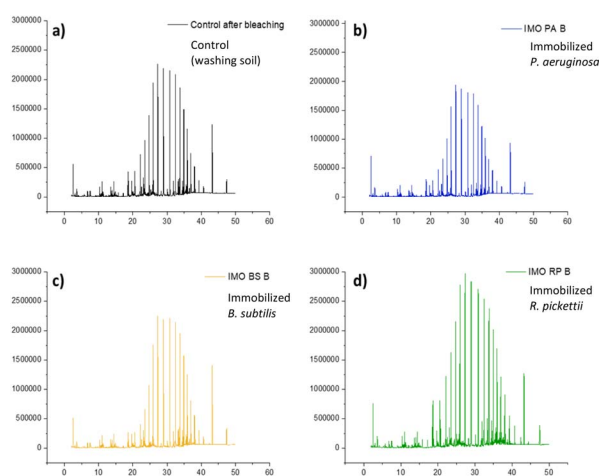 a)
Control after bleaching
Control
(washing soil)
3000000
2500000
2000000
1500000
1000000
500000
0
0 10 20 30 40 50 60
b)
IMO PA B
Immobilized
P. aeruginosa
3000000
2500000
2000000
1500000
1000000
500000
0
0 10 20 30 40 50 60
c)
IMO BS B
Immobilized
B. subtilis
3000000
2500000
2000000
1500000
1000000
500000
0
0 10 20 30 40 50 60
d)
IMO RP B
Immobilized
R. pickettii
3000000
2500000
2000000
1500000
1000000
500000
0
0 10 20 30 40 50